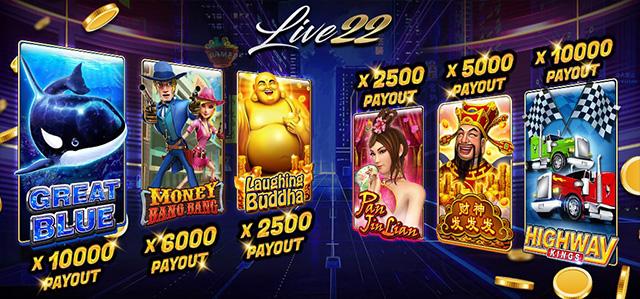 Live22
GREAT
BLUE
X 10000
PAYOUT
MONEY
BANG BANG
X 6000
PAYOUT
Laughing
Buddha
X 2500
PAYOUT
X 2500
PAYOUT
Pan
Jin Lian
X 5000
PAYOUT
财神
发发发
X 10000
PAYOUT
HIGHWAY
KINGS